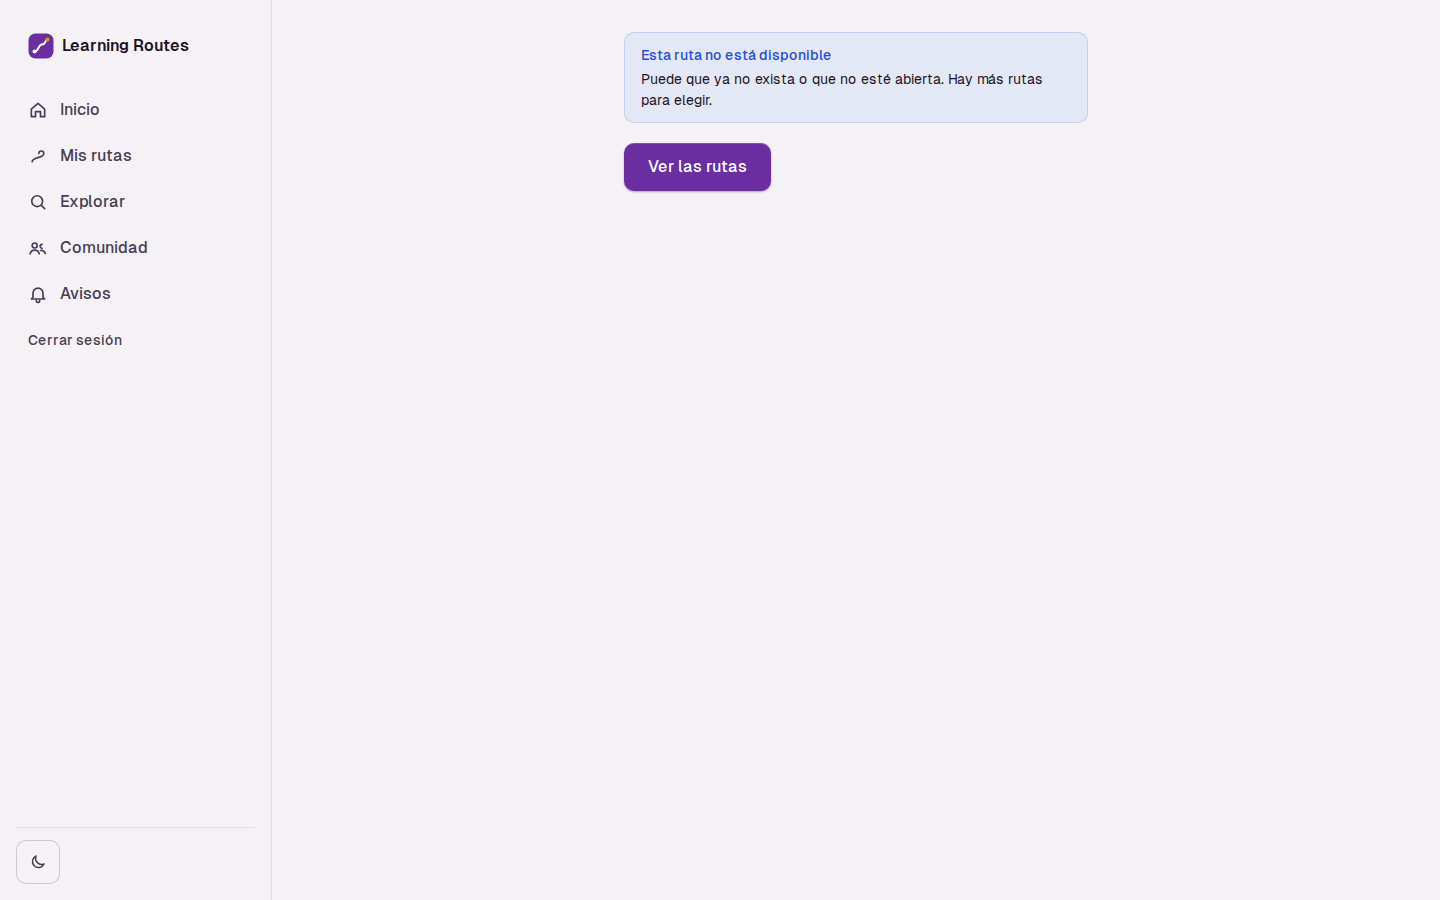 Learning Routes
Inicio
Mis rutas
Explorar
Comunidad
Avisos
Cerrar sesión
Esta ruta no está disponible
Puede que ya no exista o que no esté abierta. Hay más rutas
para elegir.
Ver las rutas